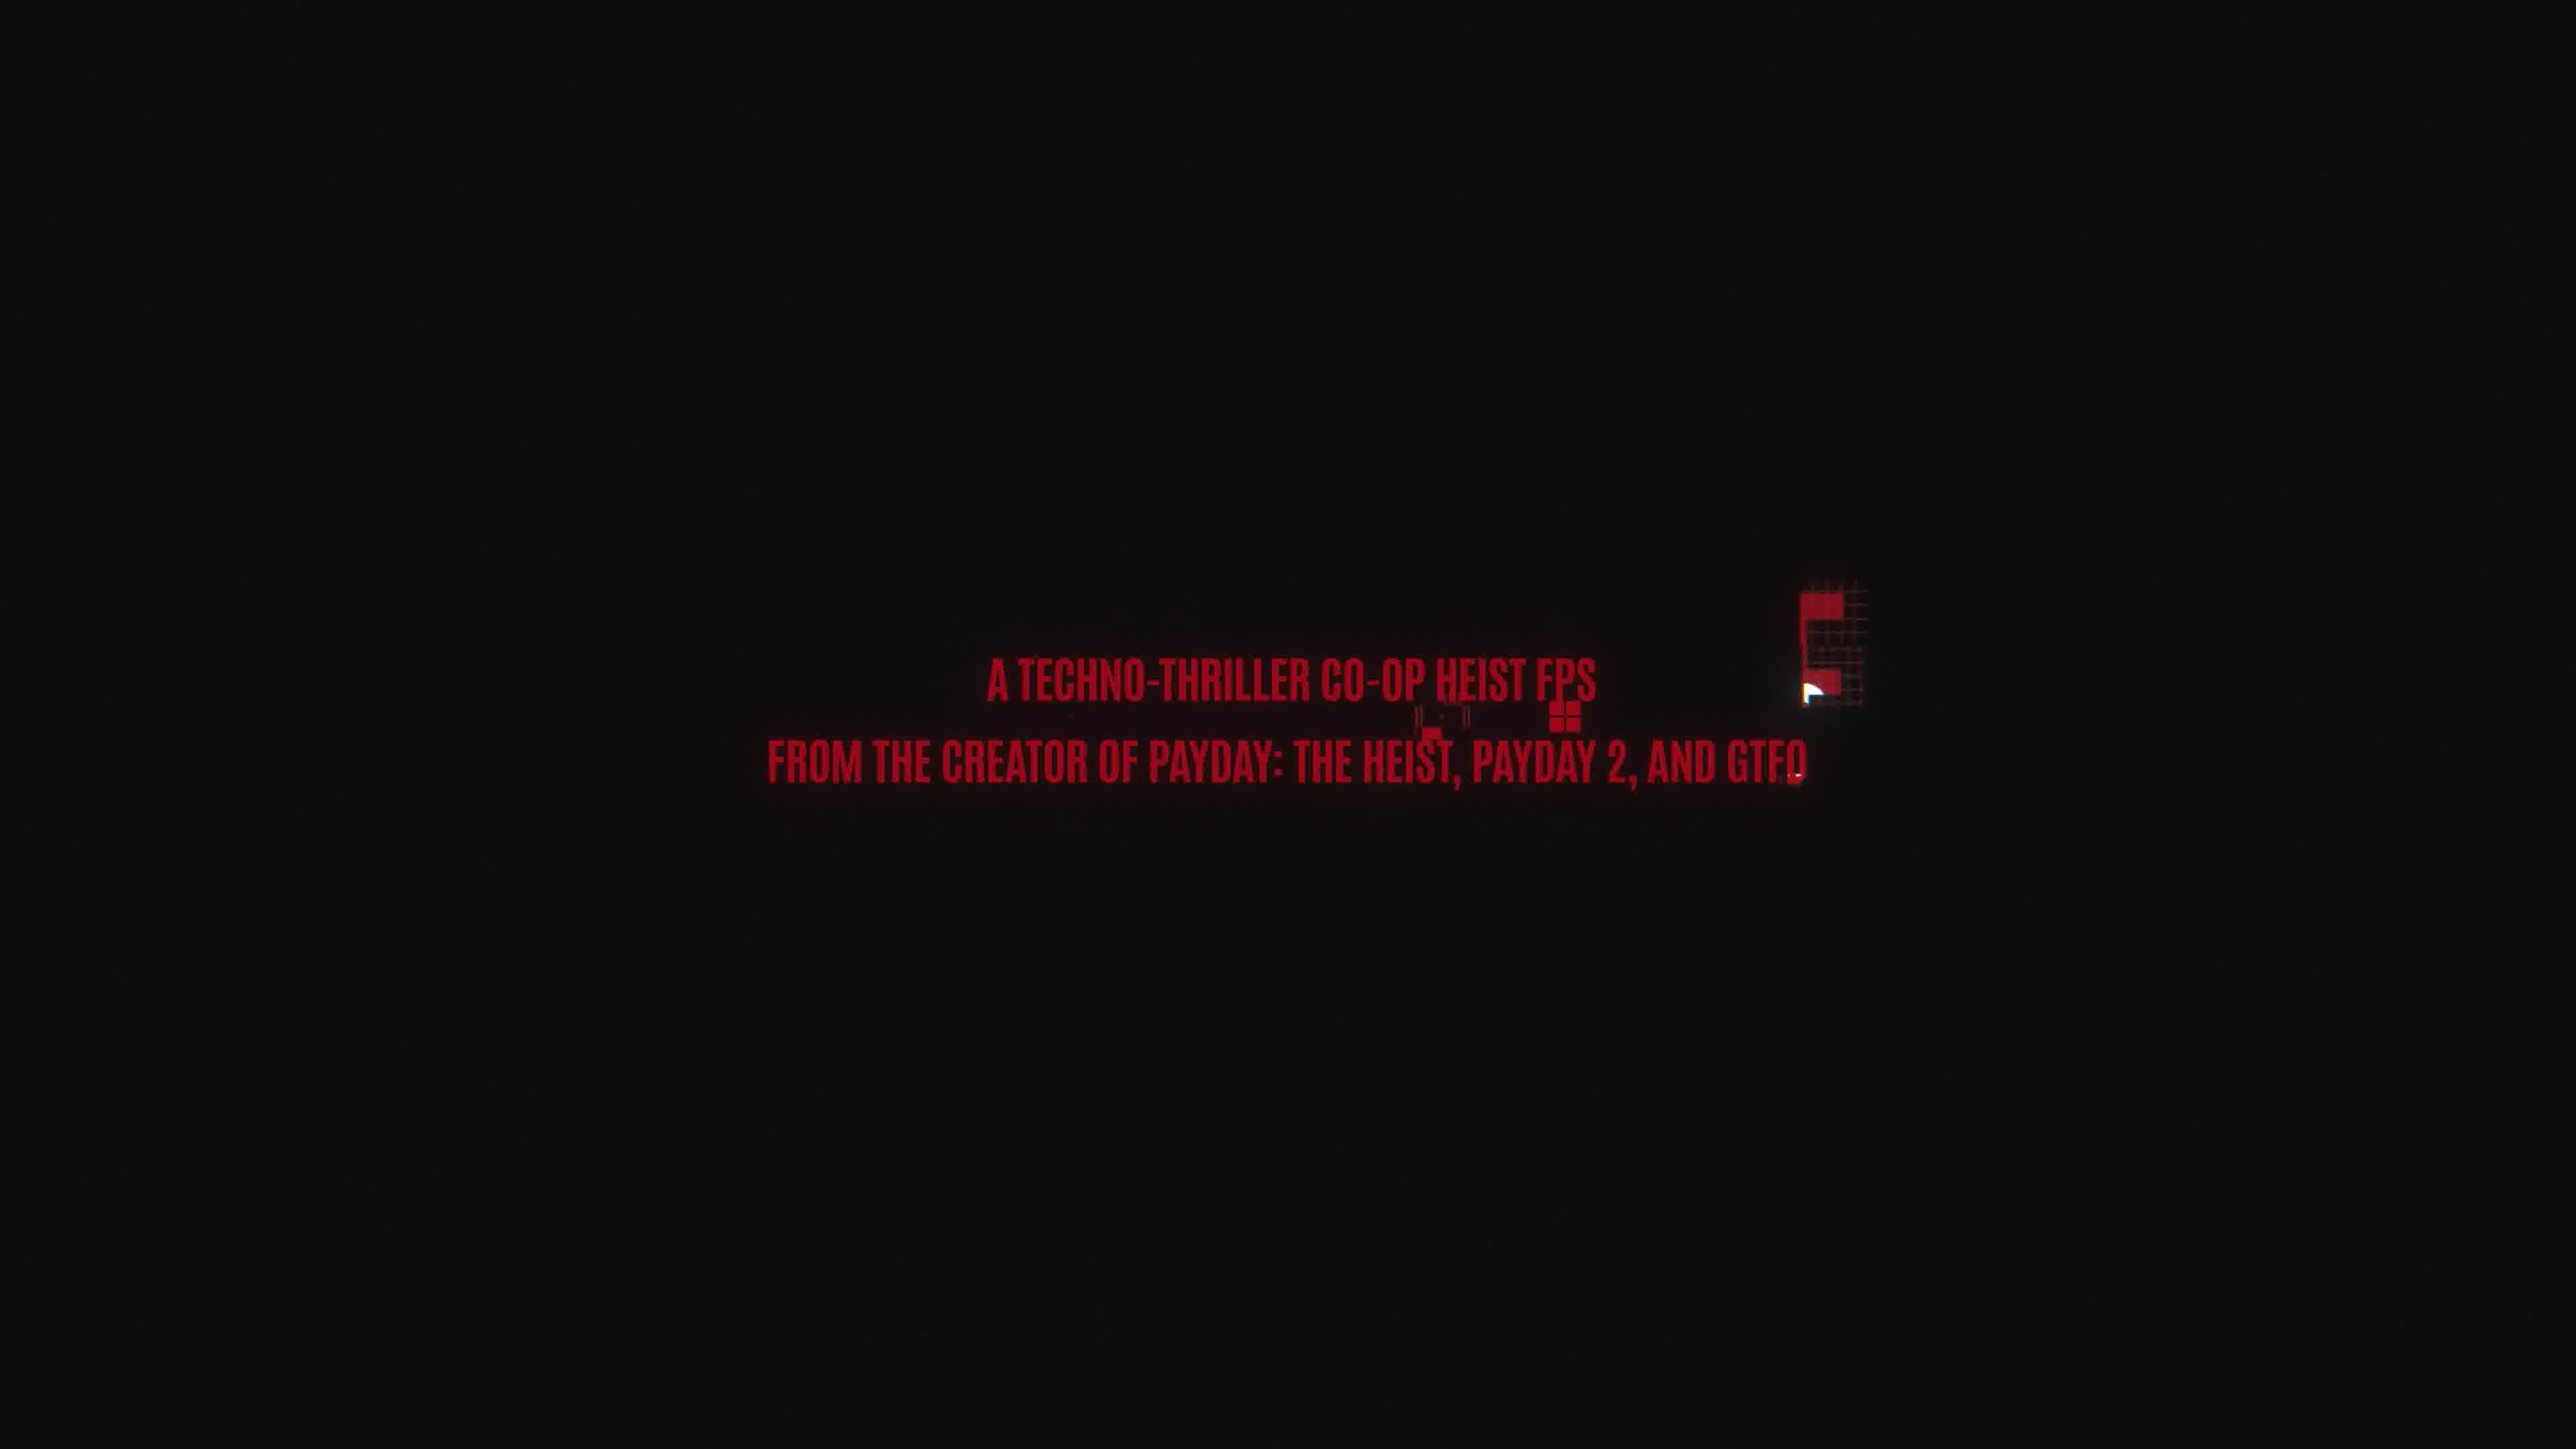 A TECHNO-THRILLER CO-OP HEIST FPS
FROM THE CREATOR OF PAYDAY: THE HEIST, PAYDAY 2, AND GTFO